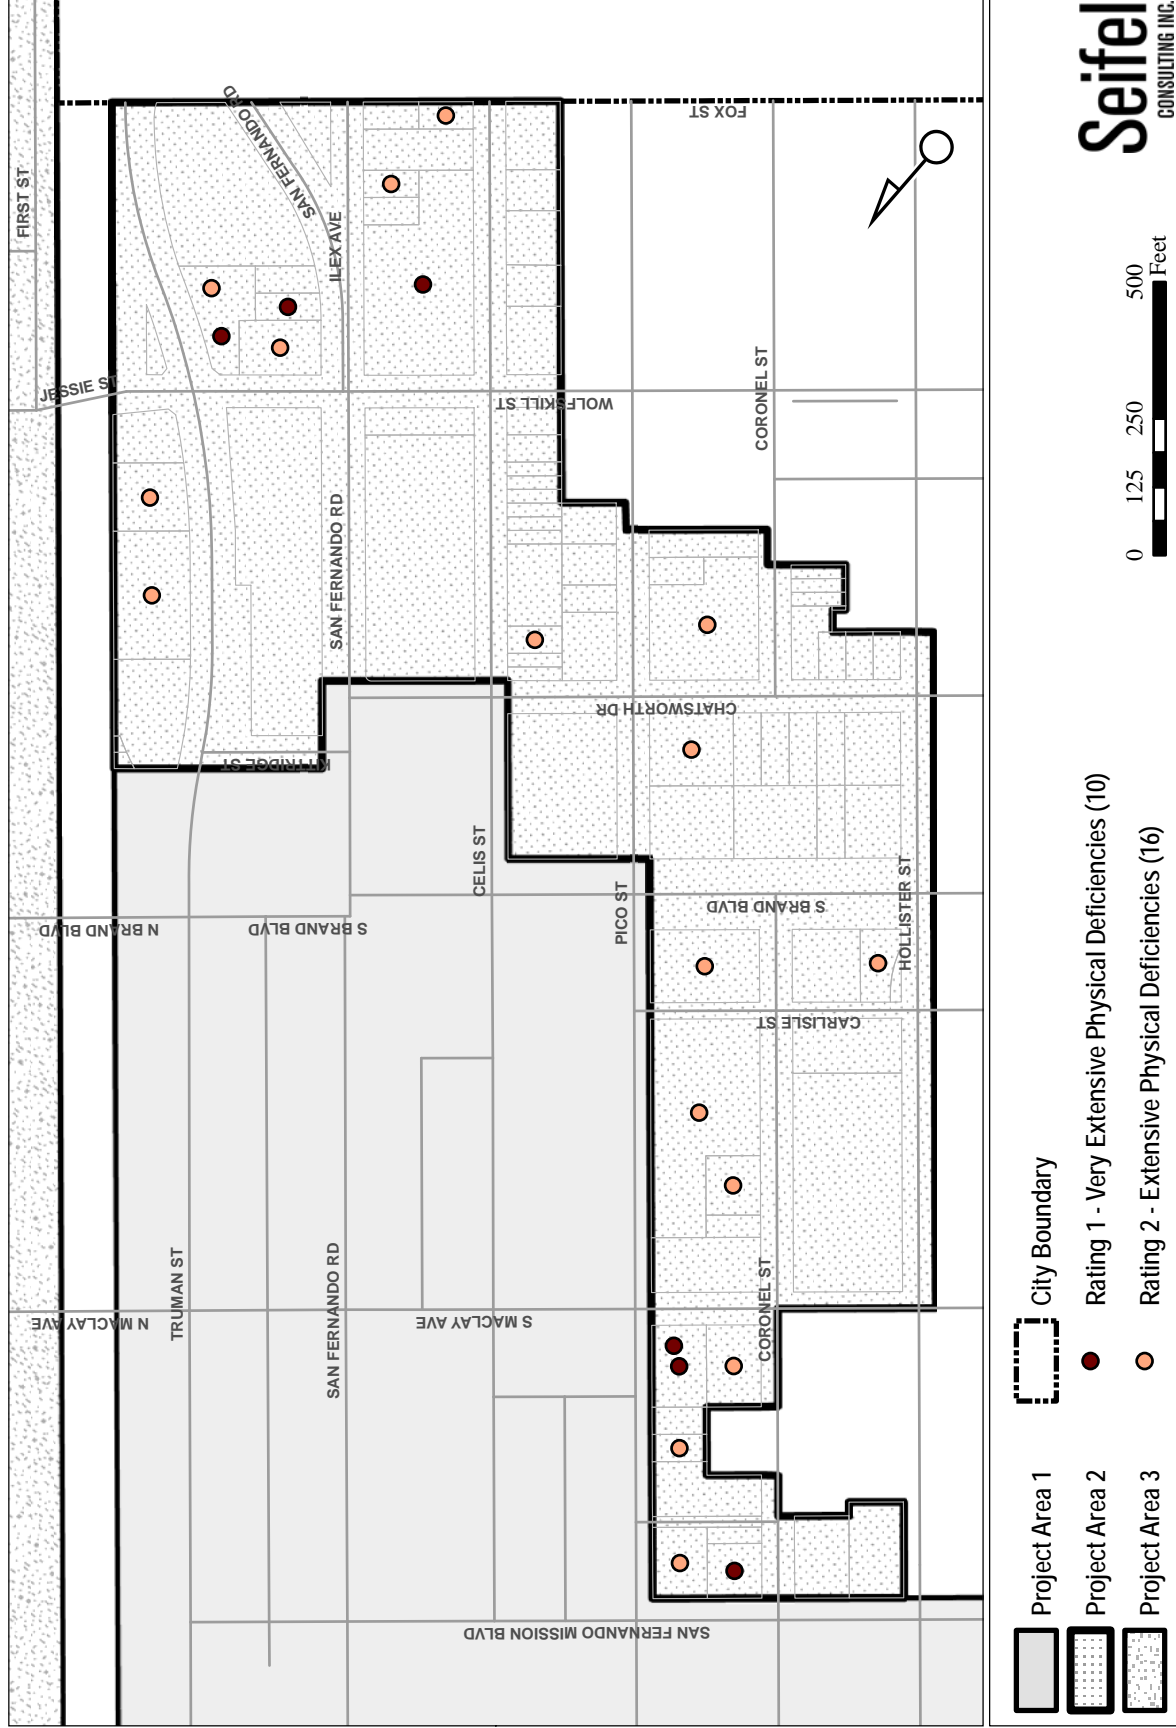 FIRST ST
JESSIE ST
SAN FERNANDO RD
ILEX AVE
FOX ST
WOLFSKILL ST
CORONEL ST
SAN FERNANDO RD
CHATSWORTH DR
KITTRIDGE ST
CELIS ST
PICO ST
HOLLISTER ST
N BRAND BLVD
S BRAND BLVD
S BRAND BLVD
CARLISLE ST
TRUMAN ST
SAN FERNANDO RD
N MACLAY AVE
S MACLAY AVE
CORONEL ST
SAN FERNANDO MISSION BLVD
Project Area 1
Project Area 2
Project Area 3
City Boundary
Rating 1 - Very Extensive Physical Deficiencies (10)
Rating 2 - Extensive Physical Deficiencies (16)
0 125 250 500
Feet
Seifel
CONSULTING INC.